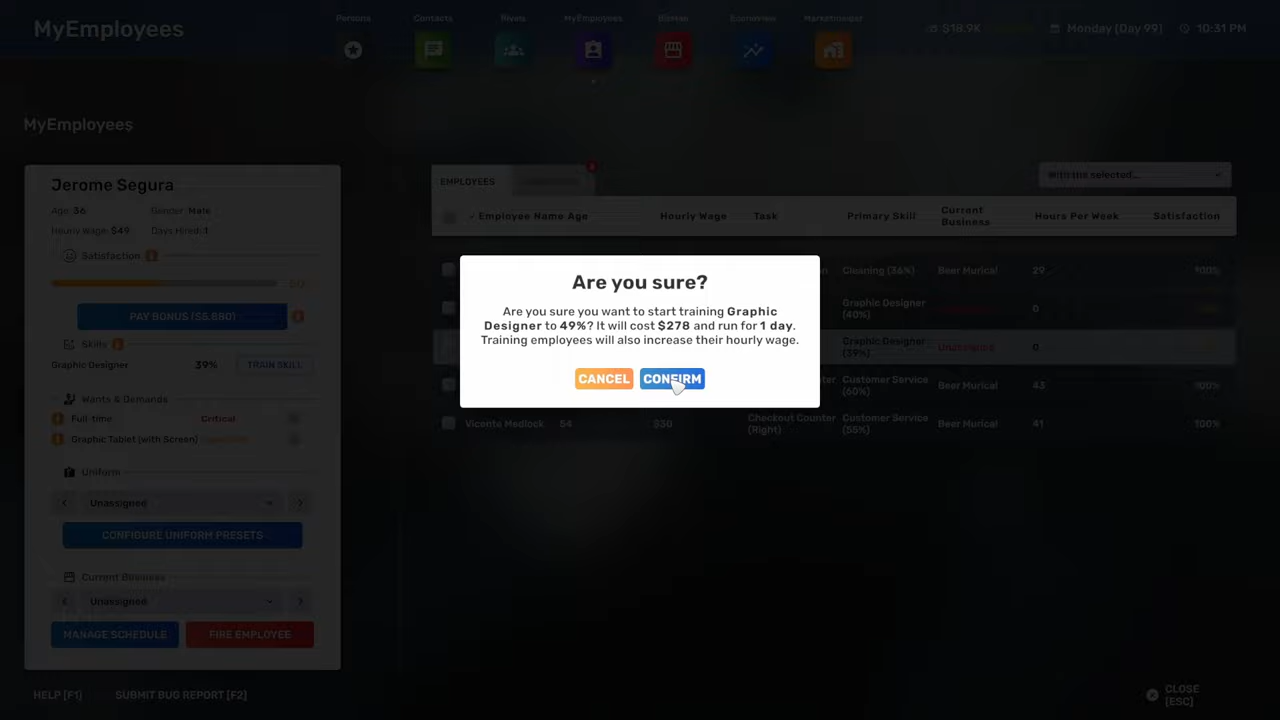 MyEmployees
Persona
Contacts
Rivals
MyEmployees
BizMan
EconoView
MarketInsider
$18.9K
Monday (Day 99)
10:31 PM
MyEmployees
Jerome Segura
Age: 36
Gender: Male
Hourly Wage: $49
Days Hired: 1
Satisfaction
PAY BONUS ($5,880)
Skills
Graphic Designer
39%
TRAIN SKILL
Wants & Demands
Full-time
Critical
Graphic Tablet (with Screen)
Uniform
Unassigned
CONFIGURE UNIFORM PRESETS
Current Business
Unassigned
MANAGE SCHEDULE
FIRE EMPLOYEE
EMPLOYEES
With the selected...
Employee Name
Age
Hourly Wage
Task
Primary Skill
Current
Business
Hours Per Week
Satisfaction
Cleaning (36%)
Beer Murical
29
100%
Graphic Designer
(40%)
0
Graphic Designer
(39%)
Unassigned
0
Customer Service
(60%)
Beer Murical
43
100%
Vicente Medlock
54
$30
Checkout Counter
(Right)
Customer Service
(55%)
Beer Murical
41
100%
Are you sure?
Are you sure you want to start training Graphic
Designer to 49%? It will cost $278 and run for 1 day.
Training employees will also increase their hourly wage.
CANCEL
CONFIRM
HELP [F1]
SUBMIT BUG REPORT [F2]
CLOSE
[ESC]